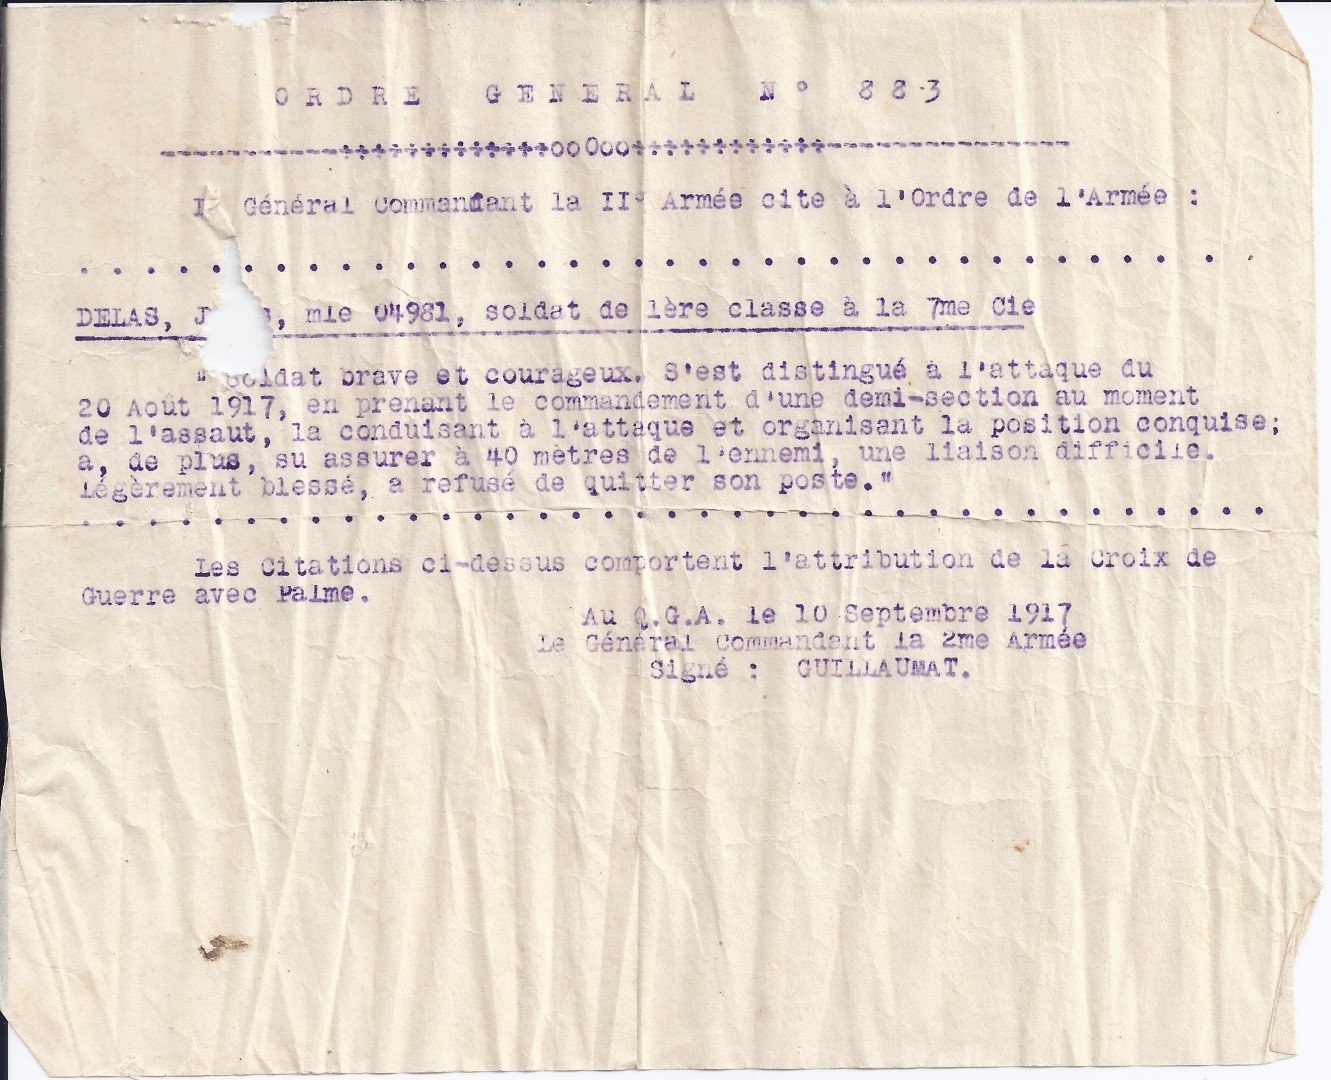 ORDRE GENERAL N° 883
---------------÷÷÷÷÷÷÷÷÷÷÷÷÷oo0oo÷÷÷÷÷÷÷÷÷÷÷÷----------------
Général Commandant la II° Armée cite à l'Ordre de l'Armée :
. . . . . . . . . . . . . . . . . . . . . . . . . . . . . . . . . . . .
DELAS, mle 04981, soldat de 1ère classe à la 7me Cie
" Soldat brave et courageux. S'est distingué à l'attaque du
20 Août 1917, en prenant le commandement d'une demi-section au moment
de l'assaut, la conduisant à l'attaque et organisant la position conquise;
a, de plus, su assurer à 40 mètres de l'ennemi, une liaison difficile.
Légèrement blessé, a refusé de quitter son poste."
. . . . . . . . . . . . . . . . . . . . . . . . . . . . . . . . . . . . .
Les Citations ci-dessus comportent l'attribution de la Croix de
Guerre avec Palme.
Au Q.G.A. le 10 Septembre 1917
Le Général Commandant la 2me Armée
Signé : GUILLAUMAT.